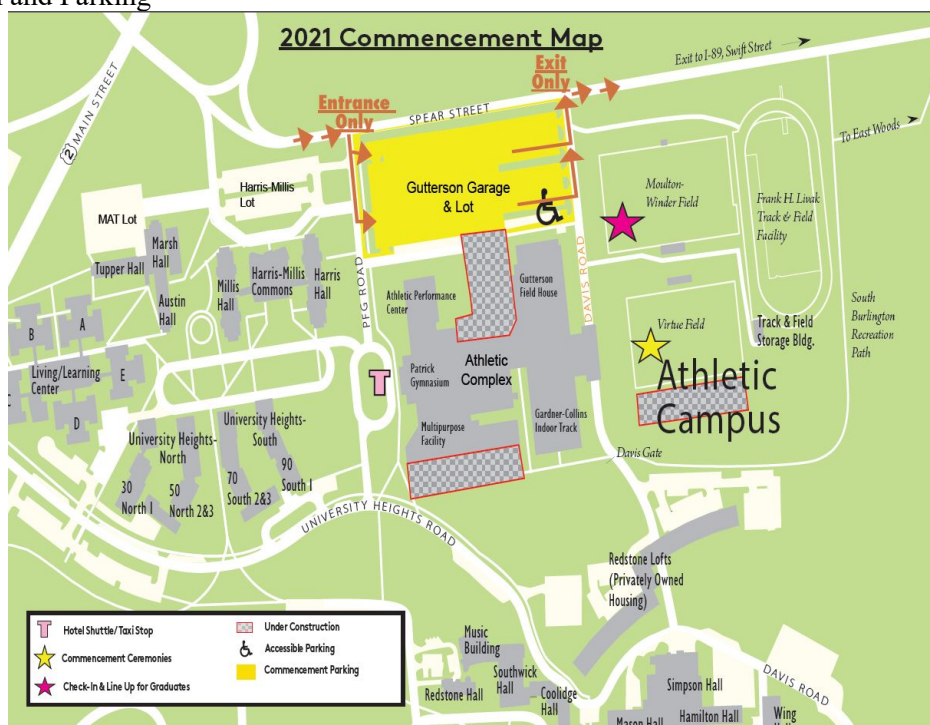 and Parking
2021 Commencement Map
Exit to I-89, Swift Street
Exit
Only
Entrance
Only
SPEAR STREET
2 MAIN STREET
To East Woods
Harris-Millis
Lot
Gutterson Garage
& Lot
Moulton-
Winder Field
Frank H. Livak
Track & Field
Facility
MAT Lot
Marsh
Hall
Tupper Hall
Austin
Hall
Millis
Hall
Harris-Millis
Commons
Harris
Hall
PFG ROAD
Athletic Performance
Center
Gutterson
Field House
DAVIS ROAD
South
Burlington
Recreation
Path
Virtue Field
Track & Field
Storage Bldg.
B
A
Living/Learning
Center
E
C
D
T
Patrick
Gymnasium
Athletic
Complex
Athletic
Campus
University Heights-
North
University Heights-
South
Multipurpose
Facility
Gardner-Collins
Indoor Track
Davis Gate
30
North 1
50
North 2&3
70
South 2&3
90
South 1
UNIVERSITY HEIGHTS ROAD
Redstone Lofts
(Privately Owned
Housing)
T Hotel Shuttle/Taxi Stop
Commencement Ceremonies
Check-In & Line Up for Graduates
Under Construction
Accessible Parking
Commencement Parking
Music
Building
Southwick
Hall
Redstone Hall
Coolidge
Hall
Simpson Hall
DAVIS ROAD
Mason Hall
Hamilton Hall
Wing